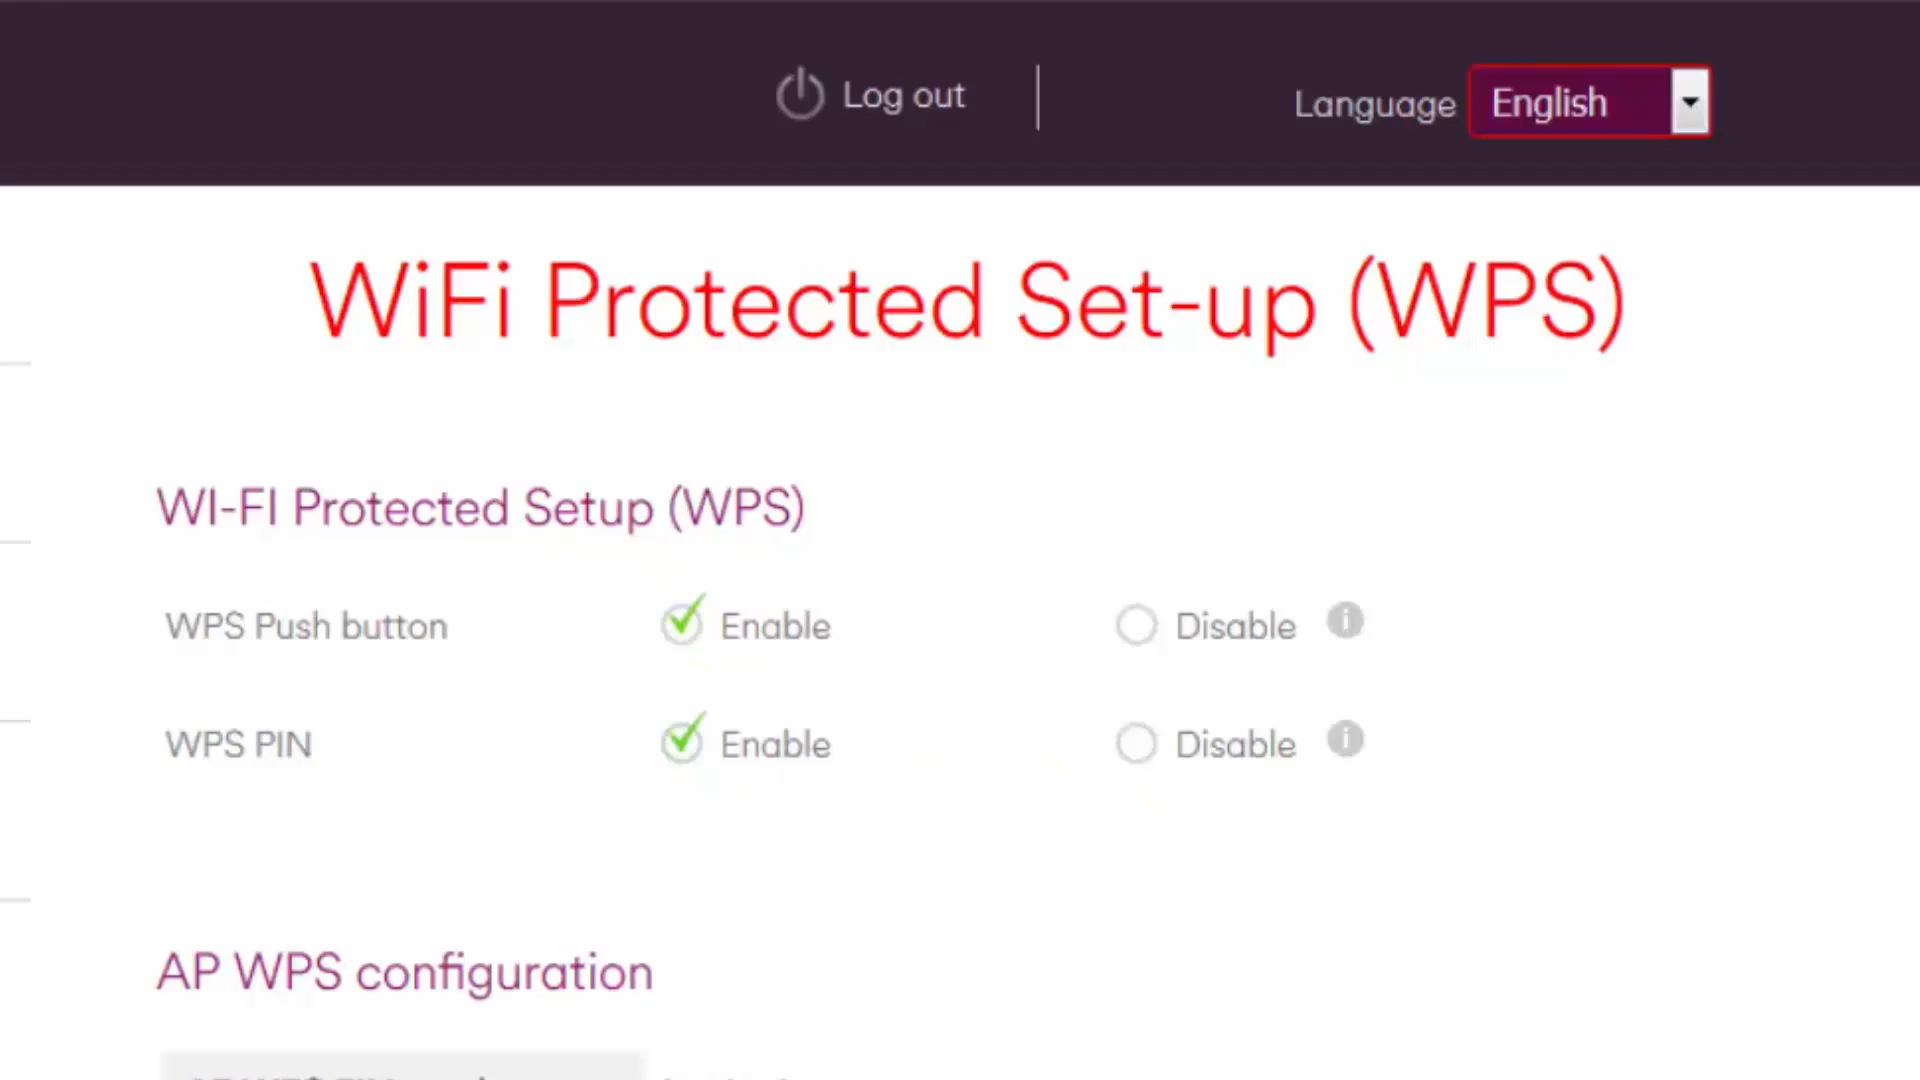 Log out
Language English
WiFi Protected Set-up (WPS)
WI-FI Protected Setup (WPS)
WPS Push button Enable Disable
WPS PIN Enable Disable
AP WPS configuration